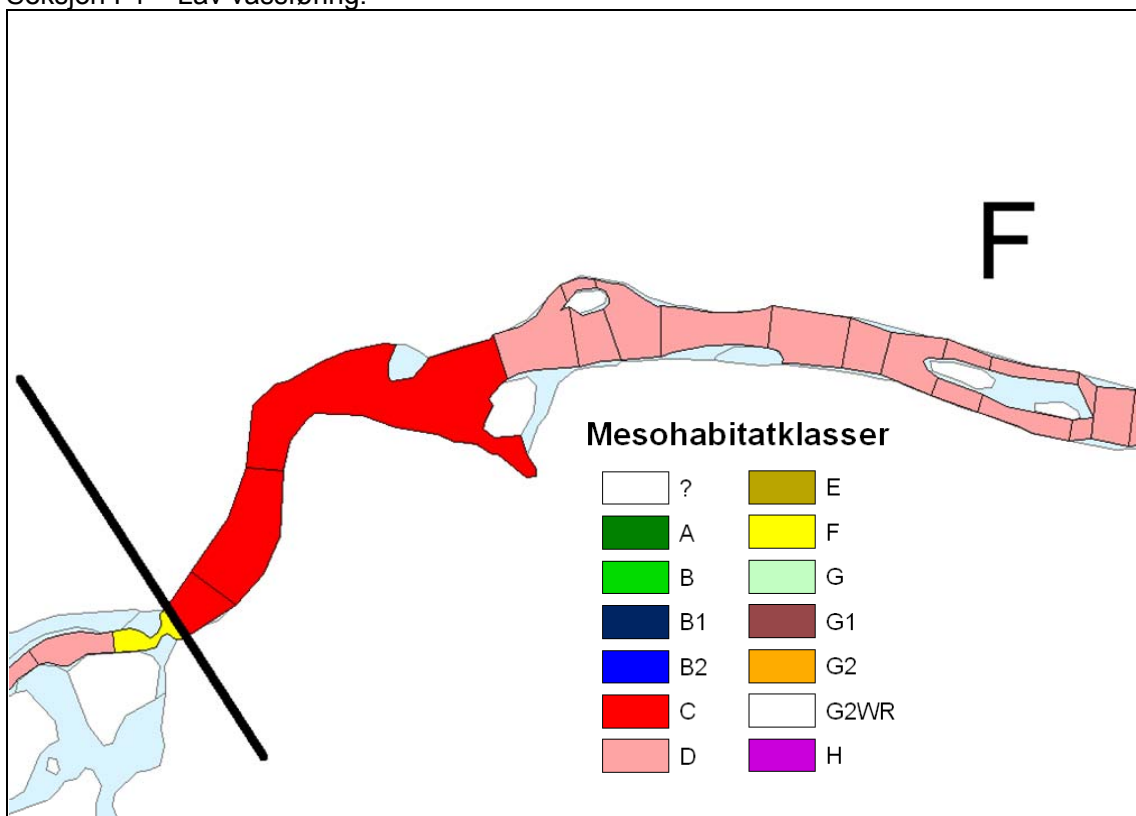 F
Mesohabitatklasser
? E
A F
B G
B1 G1
B2 G2
C G2WR
D H